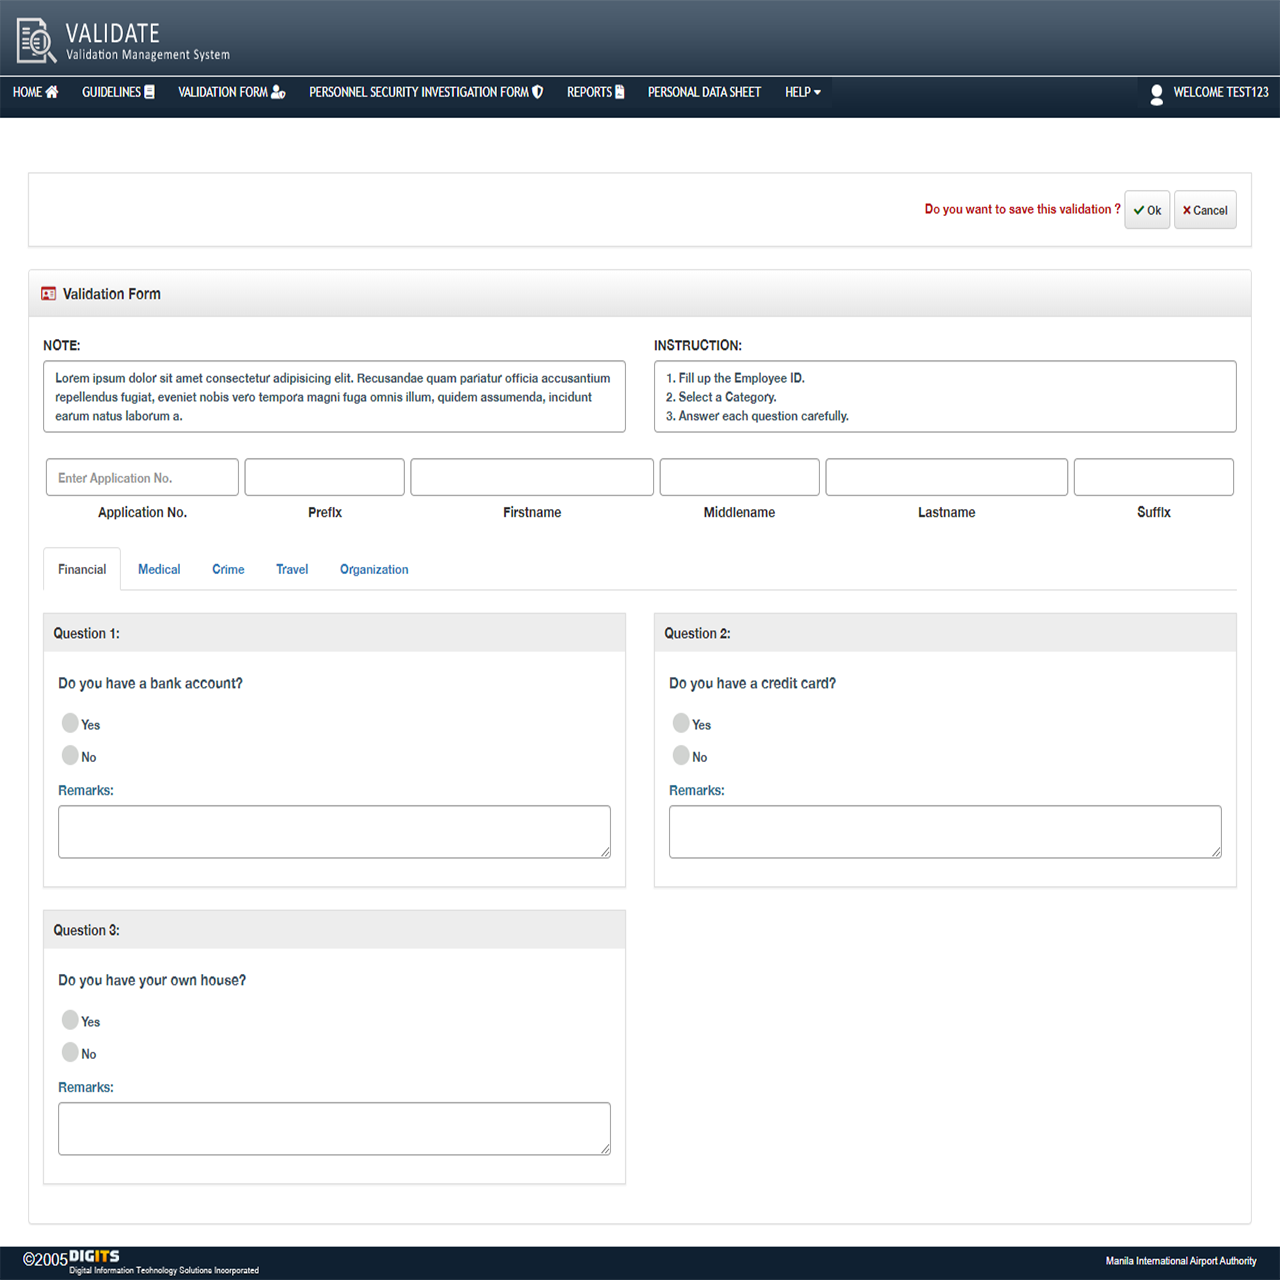 VALIDATE
Validation Management System
HOME GUIDELINES VALIDATION FORM PERSONNEL SECURITY INVESTIGATION FORM REPORTS PERSONAL DATA SHEET HELP WELCOME TEST123
Do you want to save this validation ? Ok Cancel
Validation Form
NOTE:
Lorem ipsum dolor sit amet consectetur adipisicing elit. Recusandae quam pariatur officia accusantium
repellendus fugiat, eveniet nobis vero tempora magni fuga omnis illum, quidem assumenda, incidunt
earum natus laborum a.
INSTRUCTION:
1. Fill up the Employee ID.
2. Select a Category.
3. Answer each question carefully.
Enter Application No.
Application No. Prefix Firstname Middlename Lastname Suffix
Financial Medical Crime Travel Organization
Question 1:
Do you have a bank account?
Yes
No
Remarks:
Question 2:
Do you have a credit card?
Yes
No
Remarks:
Question 3:
Do you have your own house?
Yes
No
Remarks:
©2005 DIGITS
Digital Information Technology Solutions Incorporated
Manila International Airport Authority